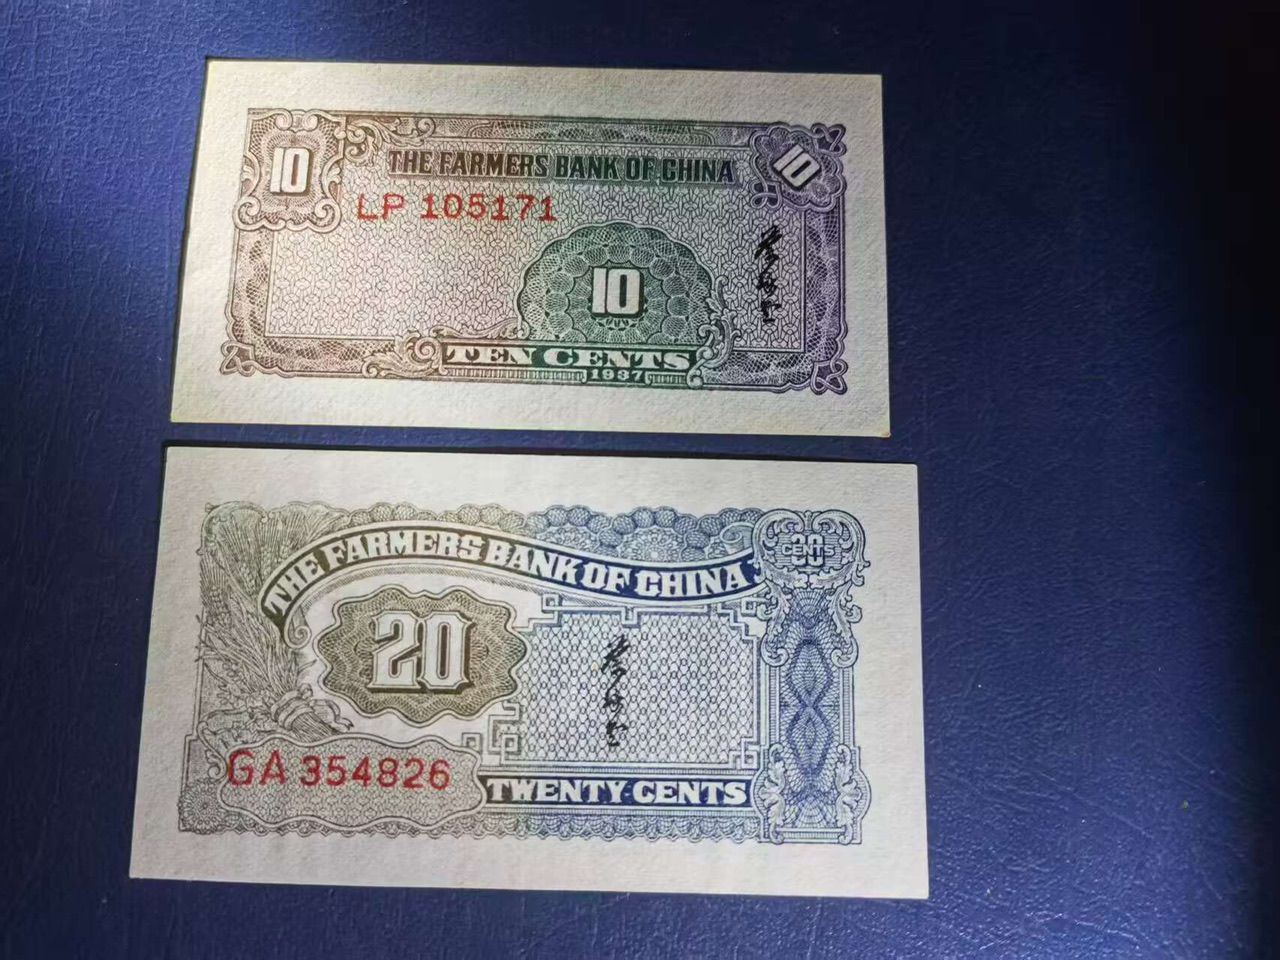 10
10
THE FARMERS BANK OF CHINA
LP 105171
10
TEN CENTS
1937
THE FARMERS BANK OF CHINA
20
CENTS
20
GA 354826
TWENTY-CENTS